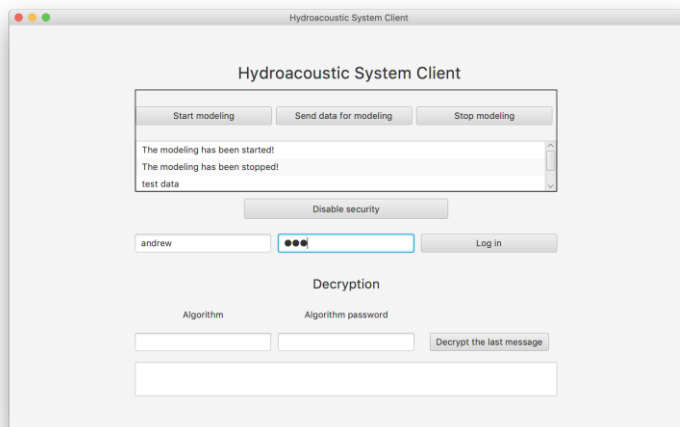 Hydroacoustic System Client
Hydroacoustic System Client
Start modeling Send data for modeling Stop modeling
The modeling has been started!
The modeling has been stopped!
test data
Disable security
andrew ●●● Log in
Decryption
Algorithm Algorithm password
Decrypt the last message